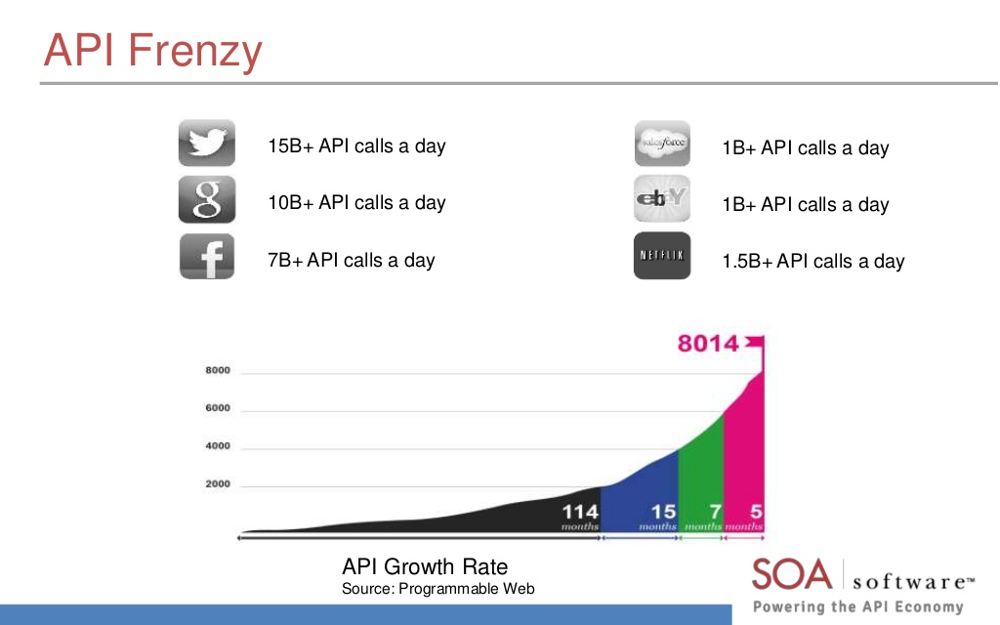 API Frenzy
15B+ API calls a day
10B+ API calls a day
7B+ API calls a day
salesforce
1B+ API calls a day
ebY
1B+ API calls a day
NETFLIX
1.5B+ API calls a day
8014
8000
6000
4000
2000
114 months
15 months
7 months
5 months
API Growth Rate
Source: Programmable Web
SOA software™
Powering the API Economy